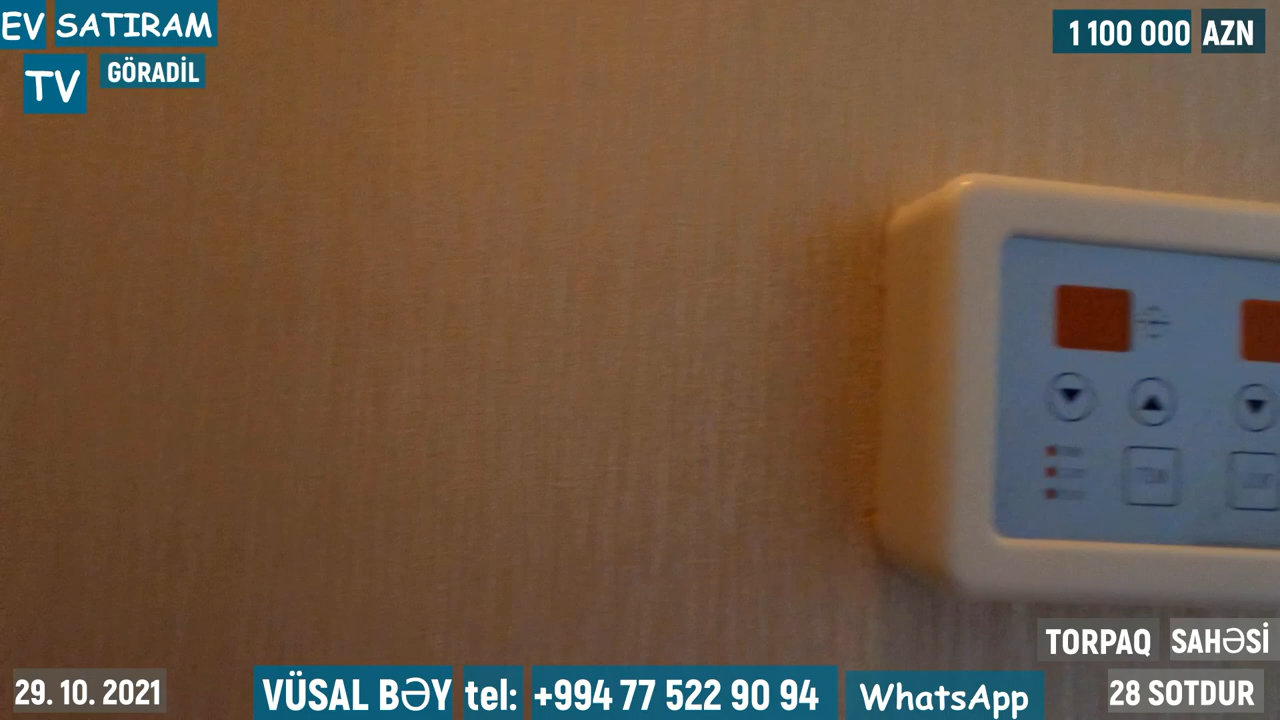 EV SATIRAM
TV GÖRADİL
1 100 000 AZN
TORPAQ SAHƏSİ
28 SOTDUR
29. 10. 2021
VÜSAL BƏY tel: +994 77 522 90 94 WhatsApp